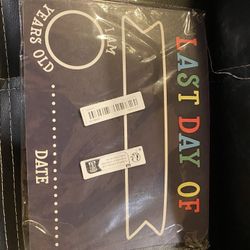 LAST DAY OF
I AM
YEARS OLD
DATE